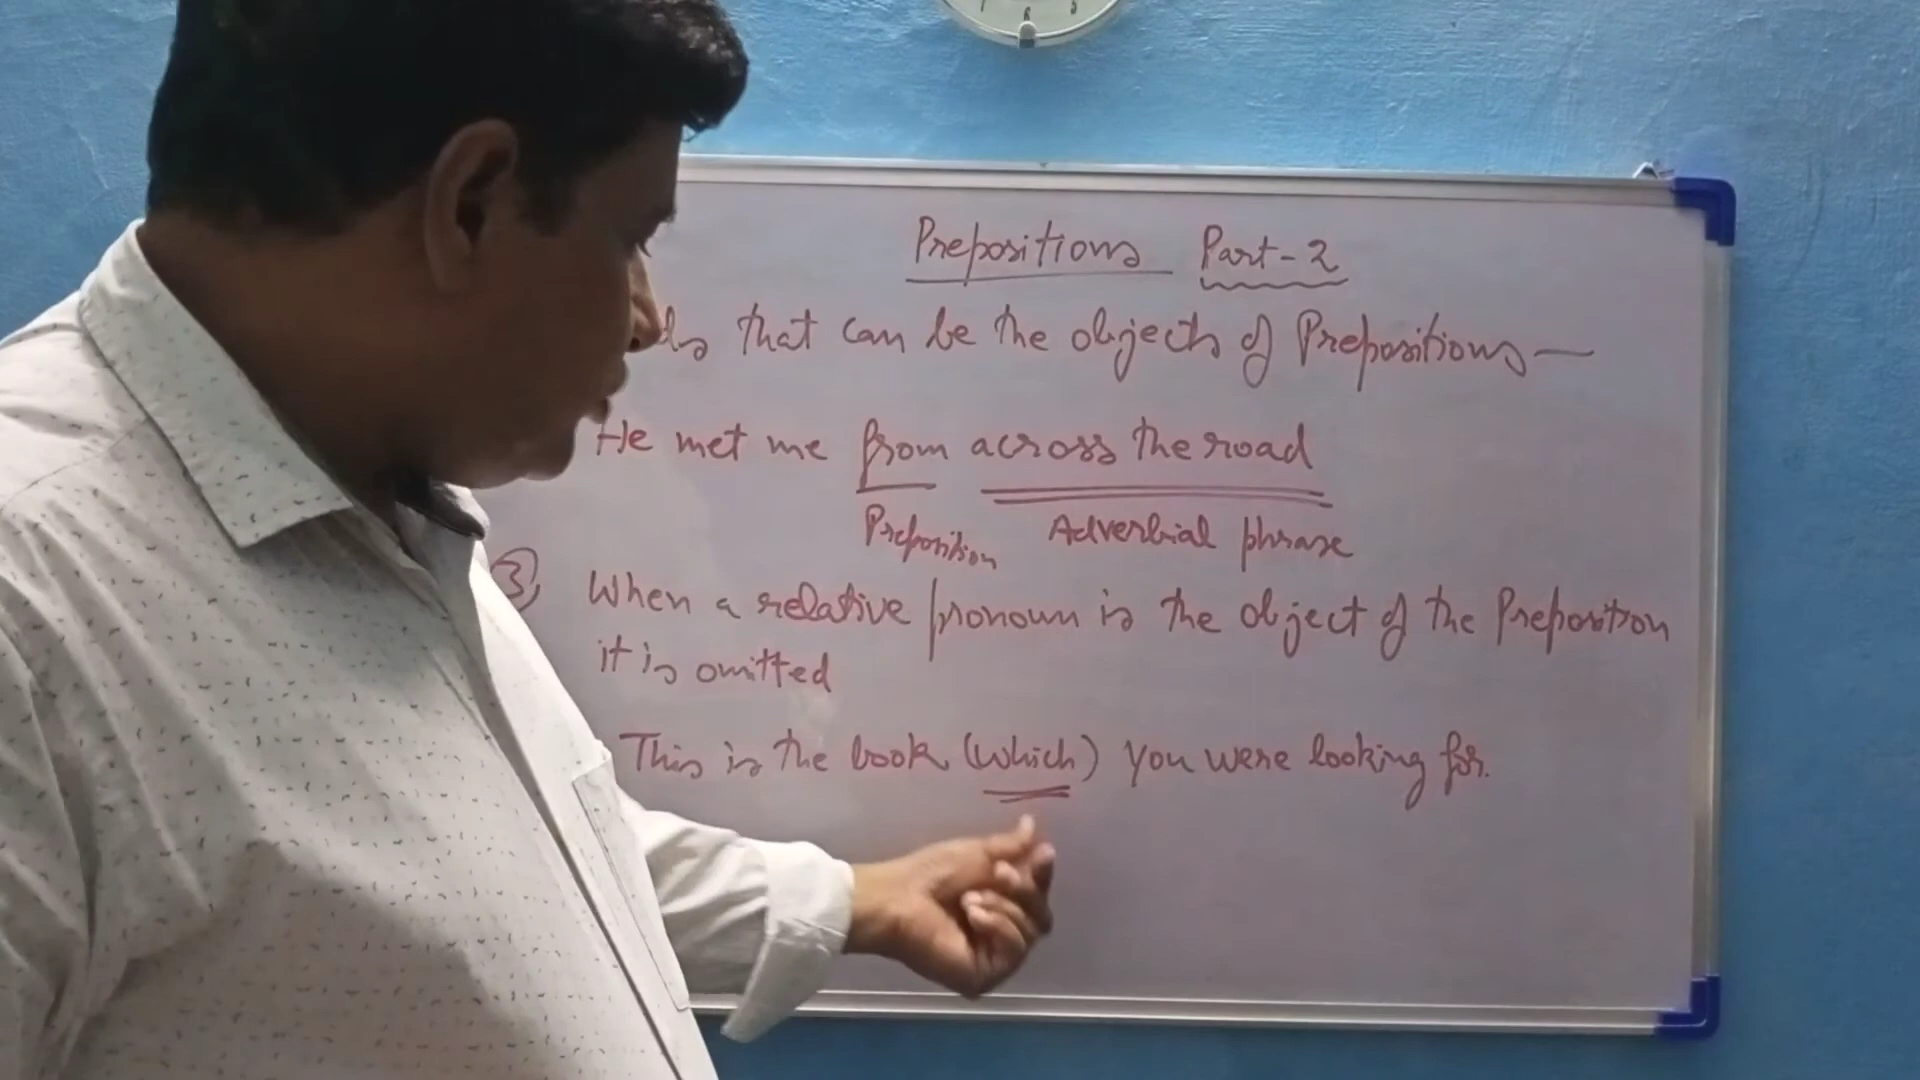 Prepositions Part-2
that can be the objects of Prepositions —
He met me from across the road
Preposition Adverbial phrase
③ When a relative pronoun is the object of the Preposition
it is omitted
This is the book (which) you were looking for.